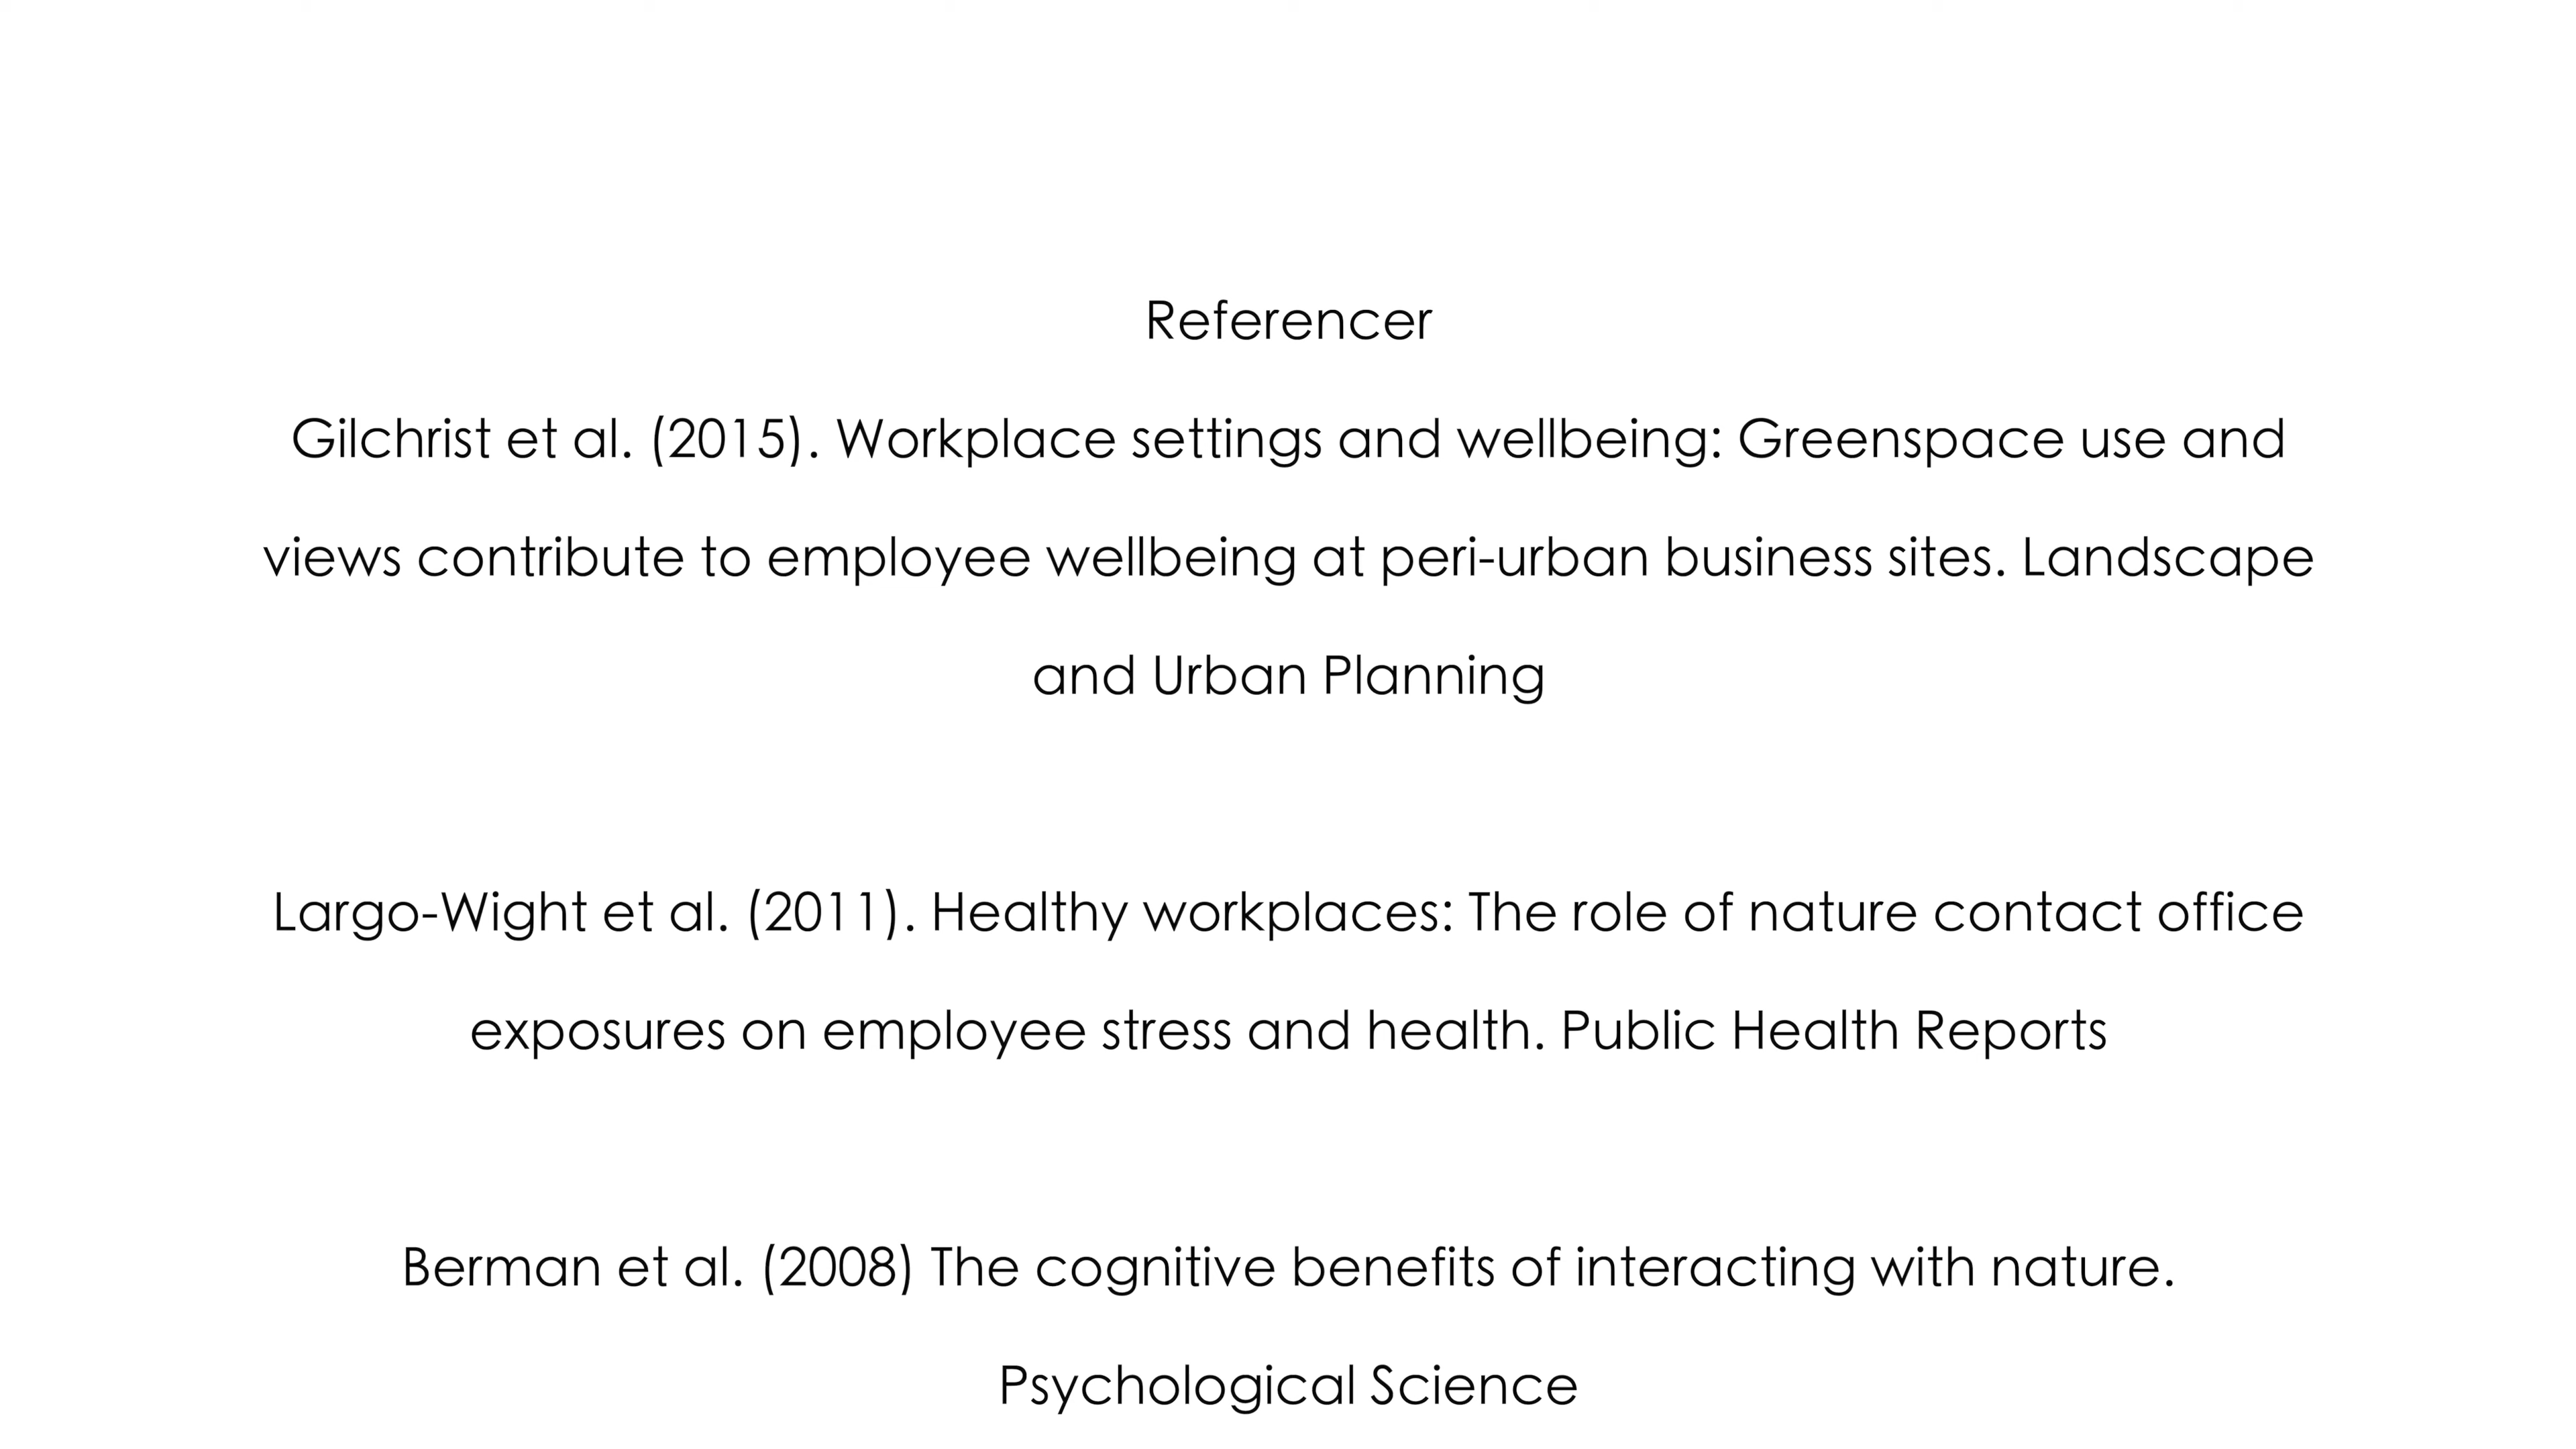 Referencer
Gilchrist et al. (2015). Workplace settings and wellbeing: Greenspace use and
views contribute to employee wellbeing at peri-urban business sites. Landscape
and Urban Planning
Largo-Wight et al. (2011). Healthy workplaces: The role of nature contact office
exposures on employee stress and health. Public Health Reports
Berman et al. (2008) The cognitive benefits of interacting with nature.
Psychological Science